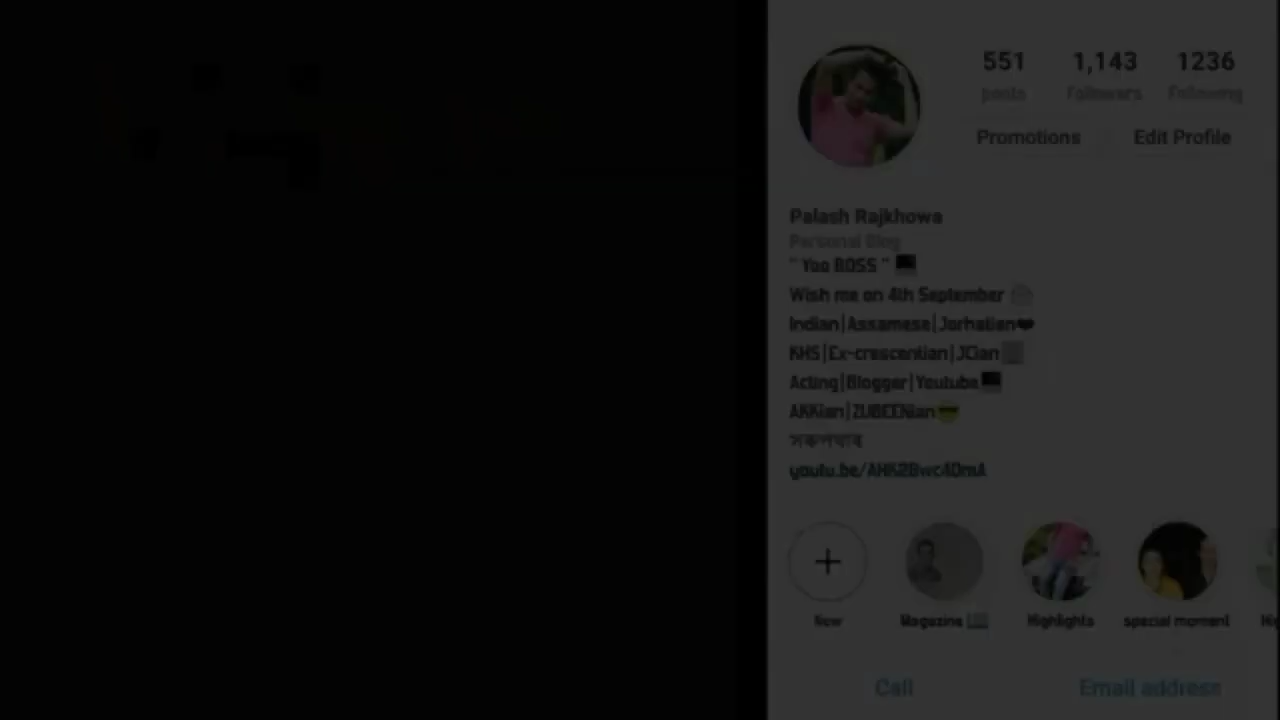 551 1,143 1236
posts Followers Following
Promotions Edit Profile
Palash Rajkhowa
Personal Blog
" Yoo BOSS "
Wish me on 4th September
Indian|Assamese|Jorhatian
KHS|Ex-crescentian|JCian
Acting|Blogger|Youtube
AKKian|ZUBEENian
youtu.be/
New Magazine Highlights special moment
Call Email address